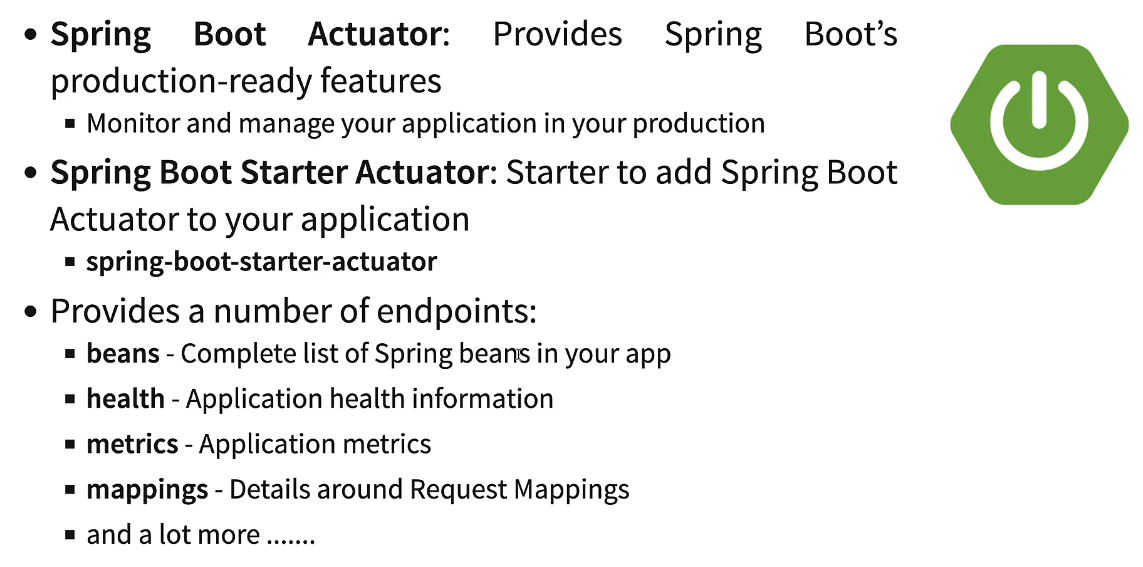 • Spring Boot Actuator: Provides Spring Boot’s
production-ready features
▪ Monitor and manage your application in your production
• Spring Boot Starter Actuator: Starter to add Spring Boot
Actuator to your application
▪ spring-boot-starter-actuator
• Provides a number of endpoints:
▪ beans - Complete list of Spring beans in your app
▪ health - Application health information
▪ metrics - Application metrics
▪ mappings - Details around Request Mappings
▪ and a lot more .......